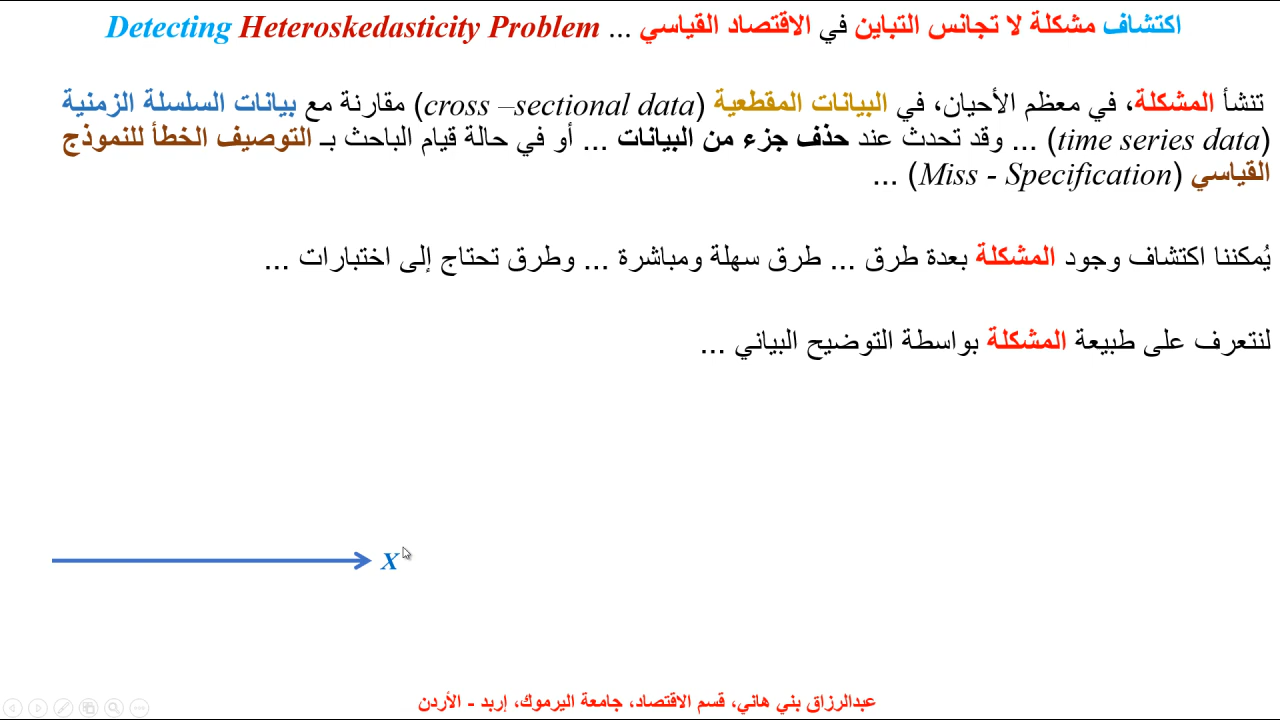 اكتشاف مشكلة لا تجانس التباين في الاقتصاد القياسي ... Detecting Heteroskedasticity Problem
تنشأ المشكلة، في معظم الأحيان، في البيانات المقطعية (cross –sectional data) مقارنة مع بيانات السلسلة الزمنية
(time series data) ... وقد تحدث عند حذف جزء من البيانات ... أو في حالة قيام الباحث بـ التوصيف الخطأ للنموذج
القياسي (Miss - Specification) ...
يُمكننا اكتشاف وجود المشكلة بعدة طرق ... طرق سهلة ومباشرة ... وطرق تحتاج إلى اختبارات ...
لنتعرف على طبيعة المشكلة بواسطة التوضيح البياني ...
X
عبدالرزاق بني هاني، قسم الاقتصاد، جامعة اليرموك، إربد - الأردن